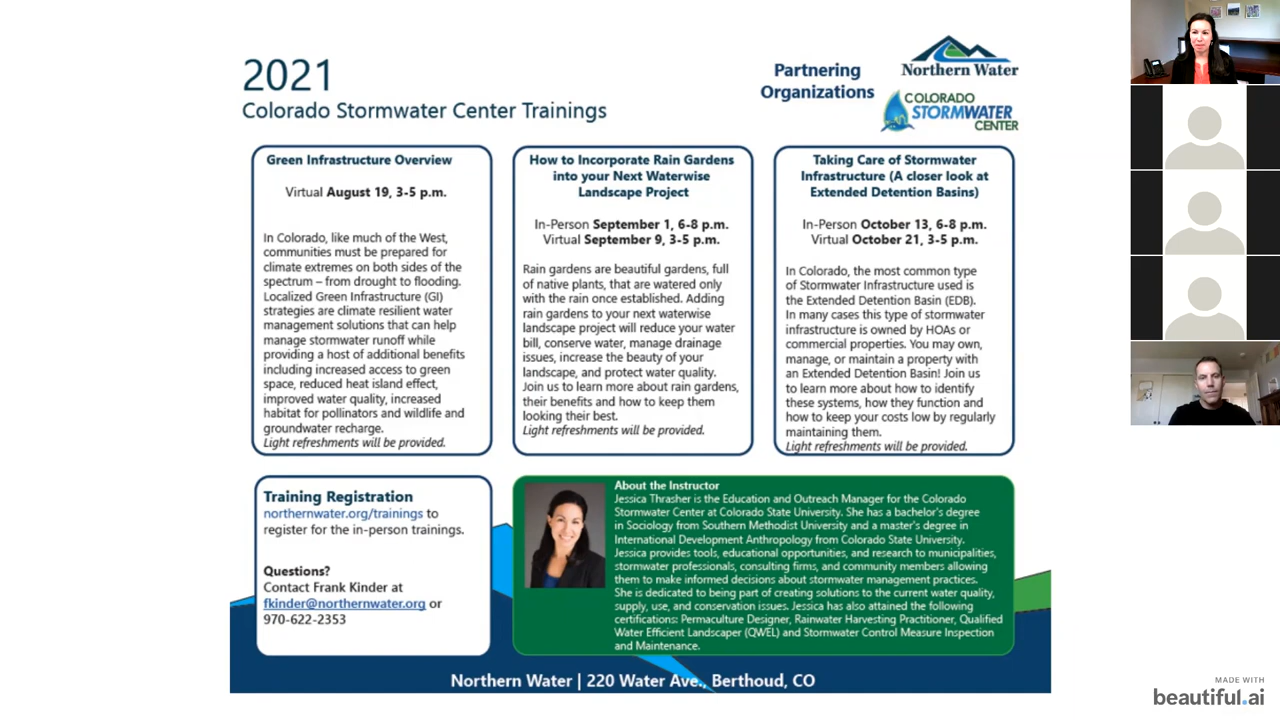 2021
Colorado Stormwater Center Trainings
Partnering
Organizations
Northern Water
COLORADO
STORMWATER
CENTER
Green Infrastructure Overview
Virtual August 19, 3-5 p.m.
In Colorado, like much of the West,
communities must be prepared for
climate extremes on both sides of the
spectrum – from drought to flooding.
Localized Green Infrastructure (GI)
strategies are climate resilient water
management solutions that can help
manage stormwater runoff while
providing a host of additional benefits
including increased access to green
space, reduced heat island effect,
improved water quality, increased
habitat for pollinators and wildlife and
groundwater recharge.
Light refreshments will be provided.
How to Incorporate Rain Gardens
into your Next Waterwise
Landscape Project
In-Person September 1, 6-8 p.m.
Virtual September 9, 3-5 p.m.
Rain gardens are beautiful gardens, full
of native plants, that are watered only
with the rain once established. Adding
rain gardens to your next waterwise
landscape project will reduce your water
bill, conserve water, manage drainage
issues, increase the beauty of your
landscape, and protect water quality.
Join us to learn more about rain gardens,
their benefits and how to keep them
looking their best.
Light refreshments will be provided.
Taking Care of Stormwater
Infrastructure (A closer look at
Extended Detention Basins)
In-Person October 13, 6-8 p.m.
Virtual October 21, 3-5 p.m.
In Colorado, the most common type
of Stormwater Infrastructure used is
the Extended Detention Basin (EDB).
In many cases this type of stormwater
infrastructure is owned by HOAs or
commercial properties. You may own,
manage, or maintain a property with
an Extended Detention Basin! Join us
to learn more about how to identify
these systems, how they function and
how to keep your costs low by regularly
maintaining them.
Light refreshments will be provided.
Training Registration
northernwater.org/trainings to
register for the in-person trainings.
Questions?
Contact Frank Kinder at
fkinder@northernwater.org or
970-622-2353
About the Instructor
Jessica Thrasher is the Education and Outreach Manager for the Colorado
Stormwater Center at Colorado State University. She has a bachelor's degree
in Sociology from Southern Methodist University and a master's degree in
International Development Anthropology from Colorado State University.
Jessica provides tools, educational opportunities, and research to municipalities,
stormwater professionals, consulting firms, and community members allowing
them to make informed decisions about stormwater management practices.
She is dedicated to being part of creating solutions to the current water quality,
supply, use, and conservation issues. Jessica has also attained the following
certifications: Permaculture Designer, Rainwater Harvesting Practitioner, Qualified
Water Efficient Landscaper (QWEL) and Stormwater Control Measure Inspection
and Maintenance.
Northern Water | 220 Water Ave., Berthoud, CO
MADE WITH
beautiful.ai